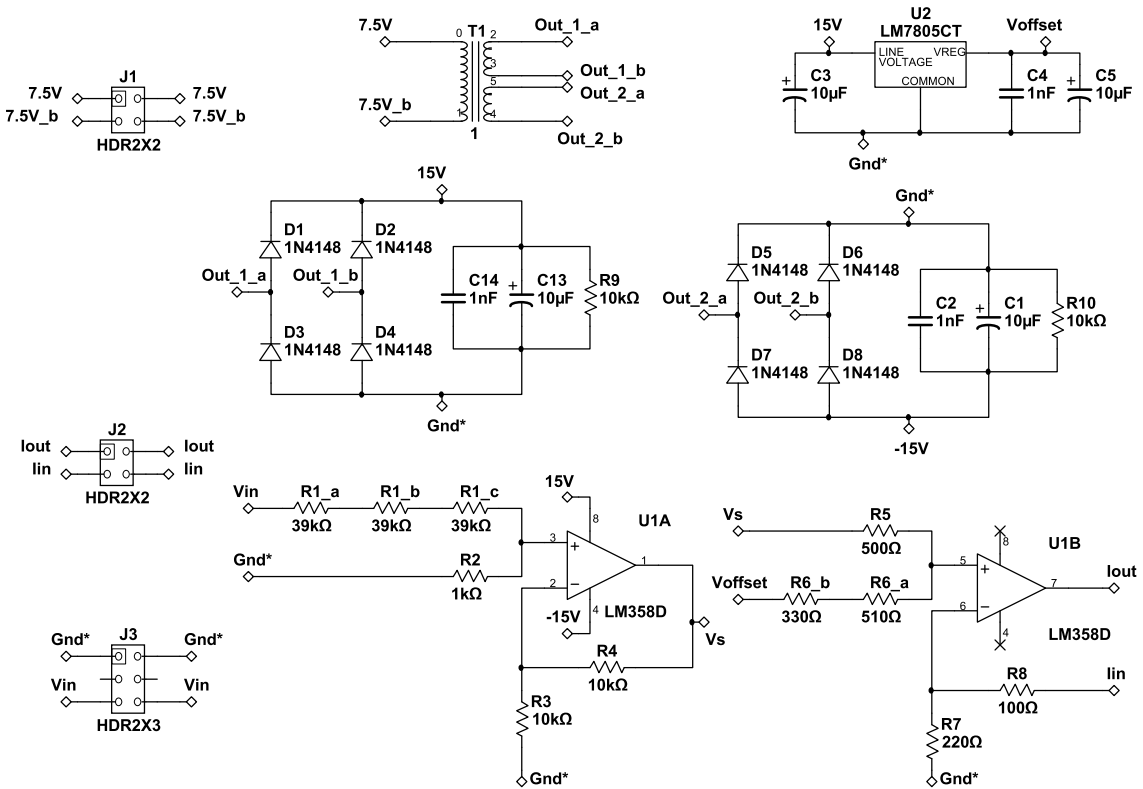 J1
7.5V
7.5V
7.5V_b
7.5V_b
HDR2X2
7.5V
0
T1
2
Out_1_a
3
Out_1_b
5
Out_2_a
7.5V_b
1
4
1
Out_2_b
U2
LM7805CT
15V
Voffset
LINE VREG
VOLTAGE
COMMON
C3
10µF
C4
1nF
C5
10µF
Gnd*
15V
D1
1N4148
D2
1N4148
Out_1_a
Out_1_b
D3
1N4148
D4
1N4148
C14
1nF
C13
10µF
R9
10kΩ
Gnd*
Gnd*
D5
1N4148
D6
1N4148
Out_2_a
Out_2_b
D7
1N4148
D8
1N4148
C2
1nF
C1
10µF
R10
10kΩ
-15V
J2
Iout
Iout
Iin
Iin
HDR2X2
Vin
R1_a
39kΩ
R1_b
39kΩ
R1_c
39kΩ
Gnd*
R2
1kΩ
15V
8
U1A
3
+
1
2
−
4
-15V
LM358D
Vs
R4
10kΩ
R3
10kΩ
Gnd*
Vs
R5
500Ω
Voffset
R6_b
330Ω
R6_a
510Ω
8
U1B
5
+
7
Iout
6
−
4
LM358D
R8
100Ω
Iin
R7
220Ω
Gnd*
J3
Gnd*
Gnd*
Vin
Vin
HDR2X3